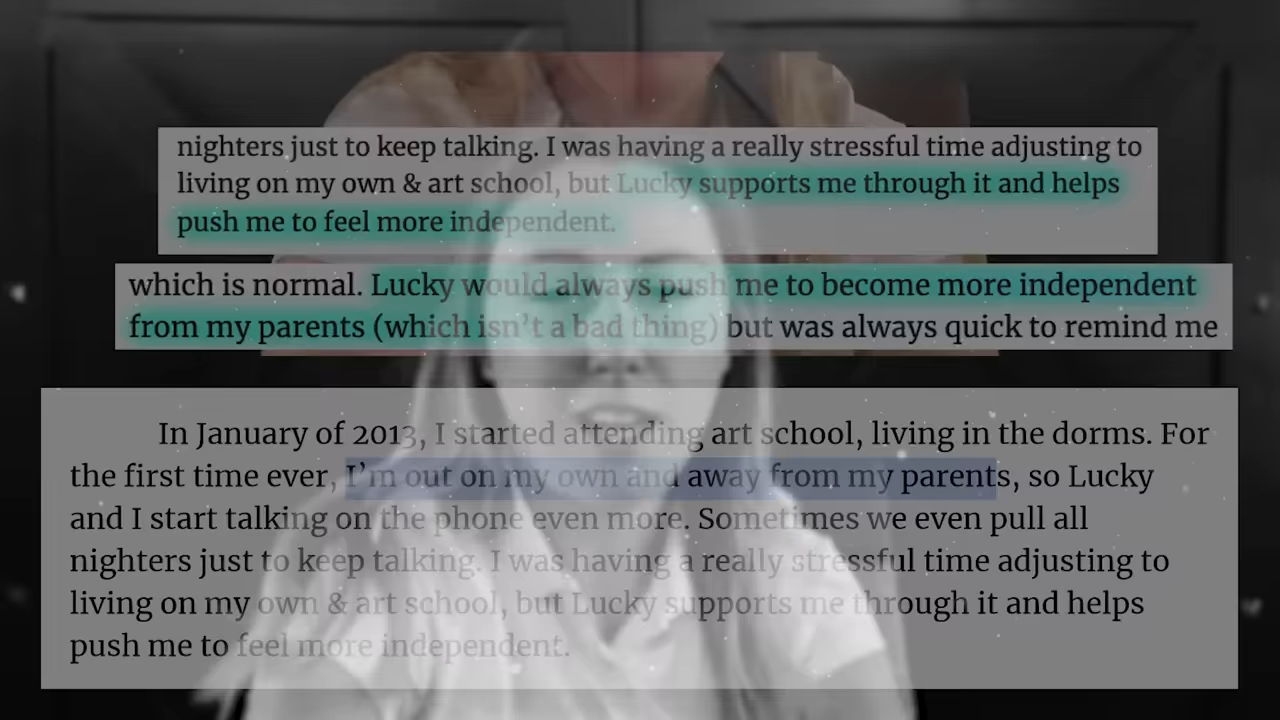 nighters just to keep talking. I was having a really stressful time adjusting to
living on my own & art school, but Lucky supports me through it and helps
push me to feel more independent.
which is normal. Lucky would always push me to become more independent
from my parents (which isn't a bad thing) but was always quick to remind me
In January of 2013, I started attending art school, living in the dorms. For
the first time ever, I'm out on my own and away from my parents, so Lucky
and I start talking on the phone even more. Sometimes we even pull all
nighters just to keep talking. I was having a really stressful time adjusting to
living on my own & art school, but Lucky supports me through it and helps
push me to feel more independent.